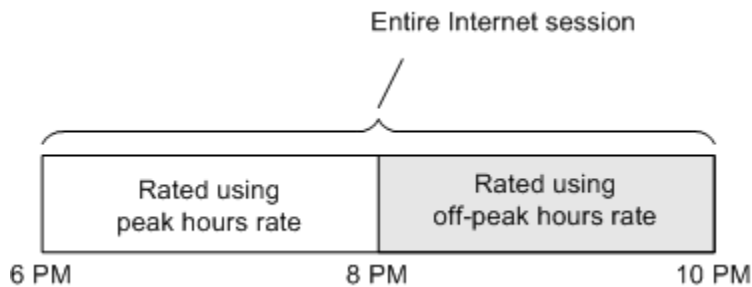 Entire Internet session
Rated using
peak hours rate
Rated using
off-peak hours rate
6 PM
8 PM
10 PM